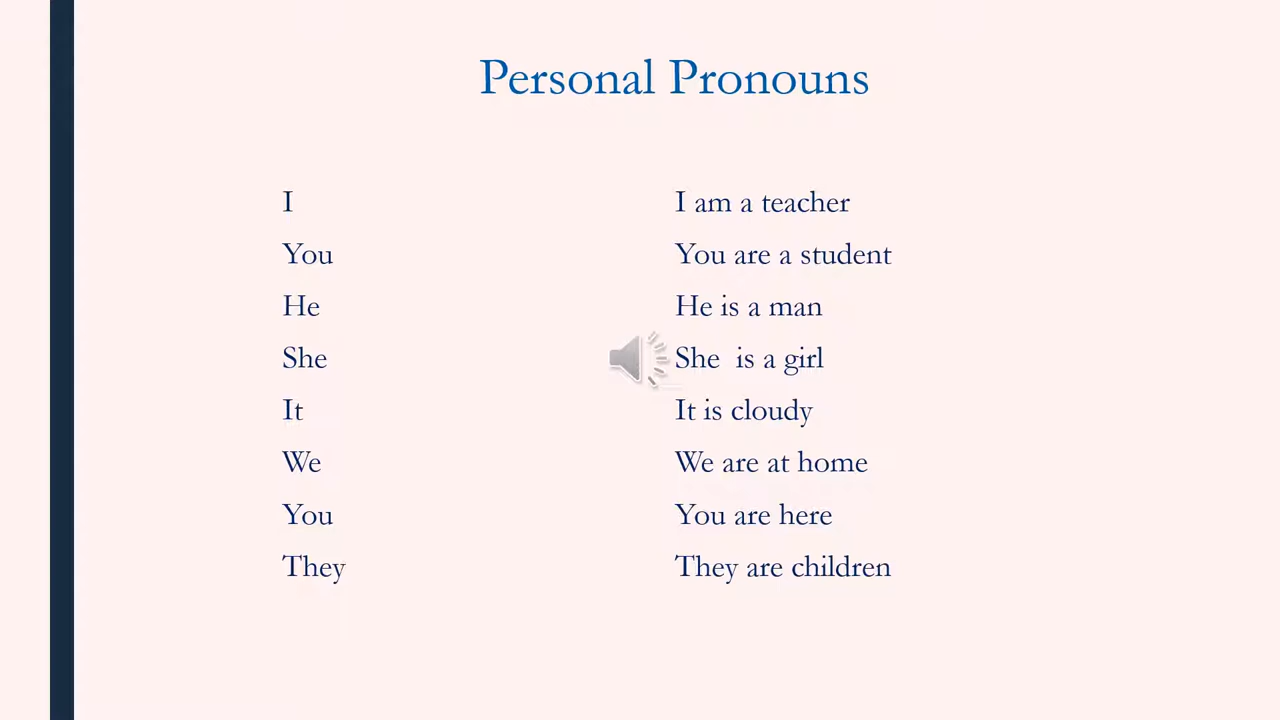 Personal Pronouns
I
You
He
She
It
We
You
They
I am a teacher
You are a student
He is a man
She  is a girl
It is cloudy
We are at home
You are here
They are children